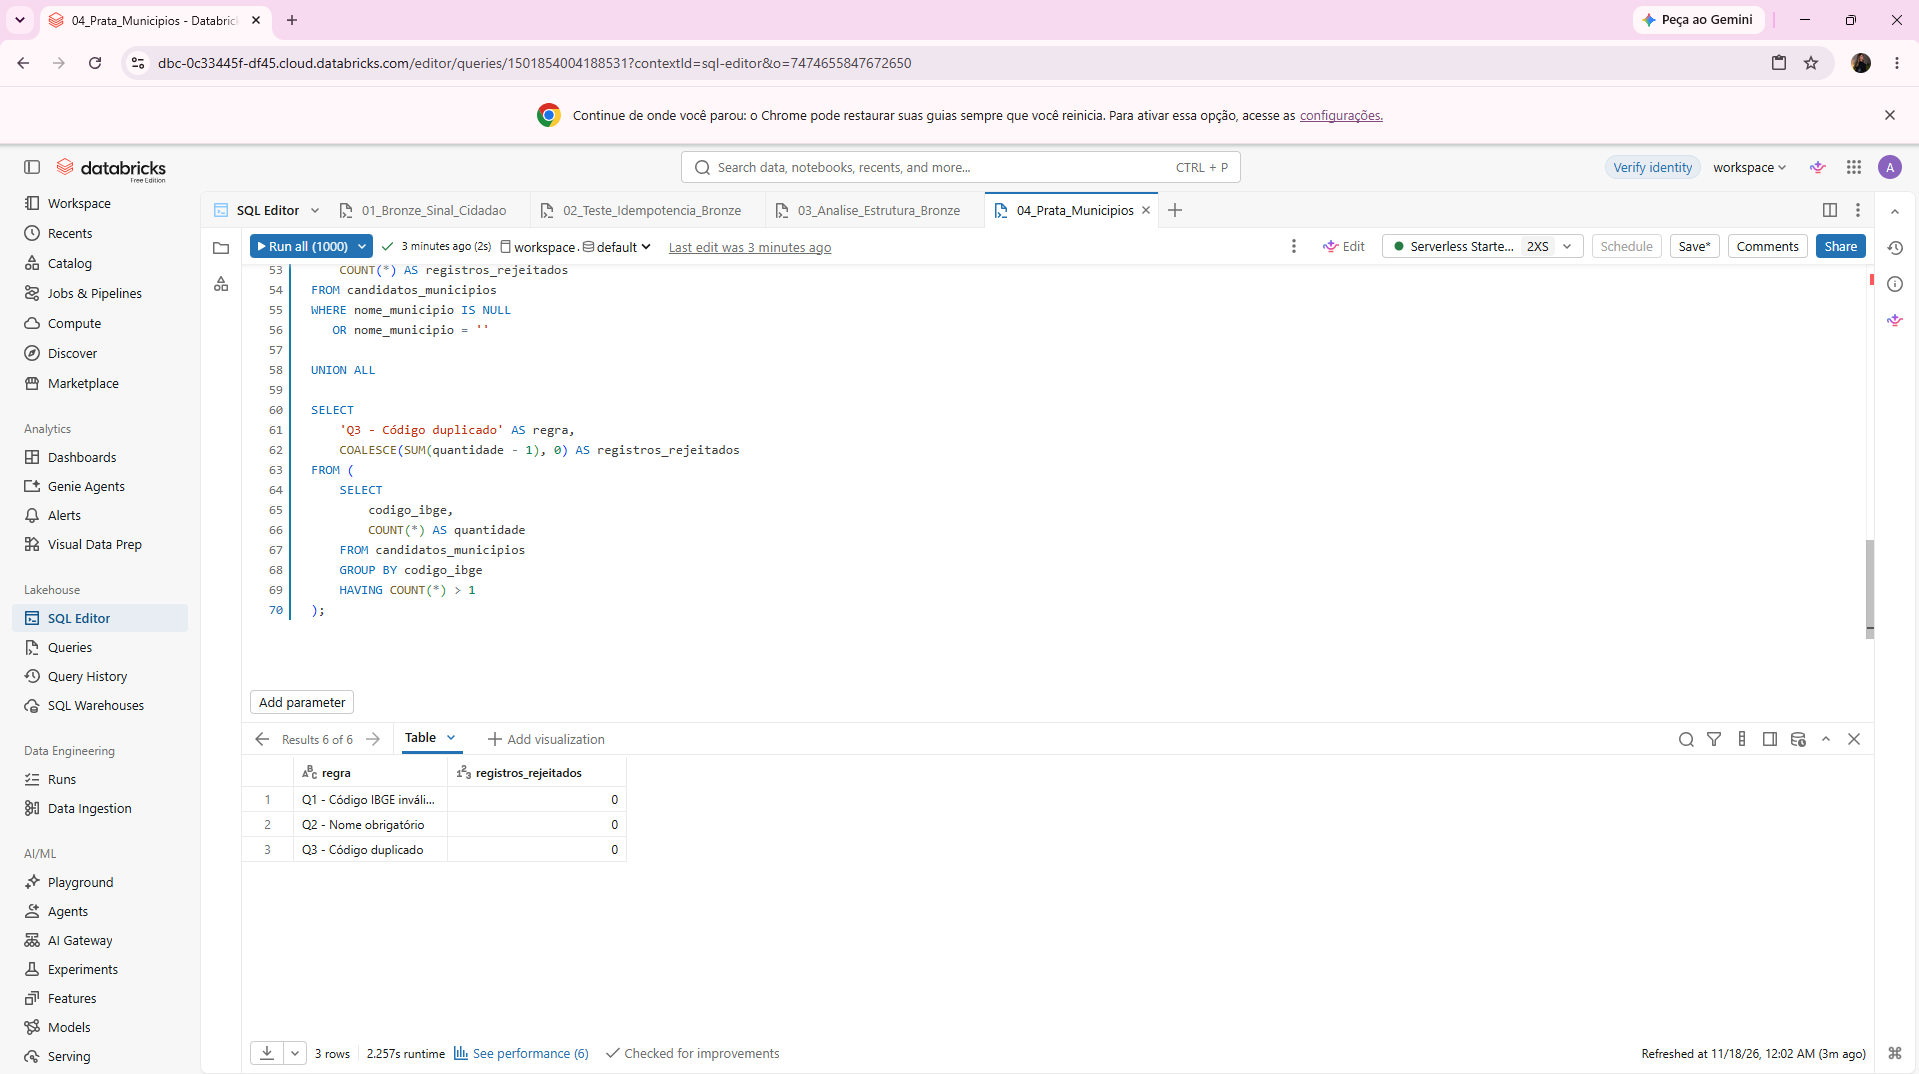 04_Prata_Municipios - Databric
Peça ao Gemini
dbc-0c33445f-df45.cloud.databricks.com/editor/queries/1501854004188531?contextId=sql-editor&o=7474655847672650
Continue de onde você parou: o Chrome pode restaurar suas guias sempre que você reinicia. Para ativar essa opção, acesse as configurações.
databricks
Free Edition
Search data, notebooks, recents, and more...
CTRL + P
Verify identity
workspace
A
Workspace
Recents
Catalog
Jobs & Pipelines
Compute
Discover
Marketplace
Analytics
Dashboards
Genie Agents
Alerts
Visual Data Prep
Lakehouse
SQL Editor
Queries
Query History
SQL Warehouses
Data Engineering
Runs
Data Ingestion
AI/ML
Playground
Agents
AI Gateway
Experiments
Features
Models
Serving
SQL Editor
01_Bronze_Sinal_Cidadao
02_Teste_Idempotencia_Bronze
03_Analise_Estrutura_Bronze
04_Prata_Municipios
Run all (1000)
3 minutes ago (2s)
workspace.
default
Last edit was 3 minutes ago
Edit
Serverless Starte...
2XS
Schedule
Save*
Comments
Share
53 COUNT(*) AS registros_rejeitados
54 FROM candidatos_municipios
55 WHERE nome_municipio IS NULL
56 OR nome_municipio = ''
57
58 UNION ALL
59
60 SELECT
61 'Q3 - Código duplicado' AS regra,
62 COALESCE(SUM(quantidade - 1), 0) AS registros_rejeitados
63 FROM (
64 SELECT
65 codigo_ibge,
66 COUNT(*) AS quantidade
67 FROM candidatos_municipios
68 GROUP BY codigo_ibge
69 HAVING COUNT(*) > 1
70 );
Add parameter
Results 6 of 6
Table
Add visualization
regra registros_rejeitados
1 Q1 - Código IBGE inváli... 0
2 Q2 - Nome obrigatório 0
3 Q3 - Código duplicado 0
3 rows
2.257s runtime
See performance (6)
Checked for improvements
Refreshed at 11/18/26, 12:02 AM (3m ago)